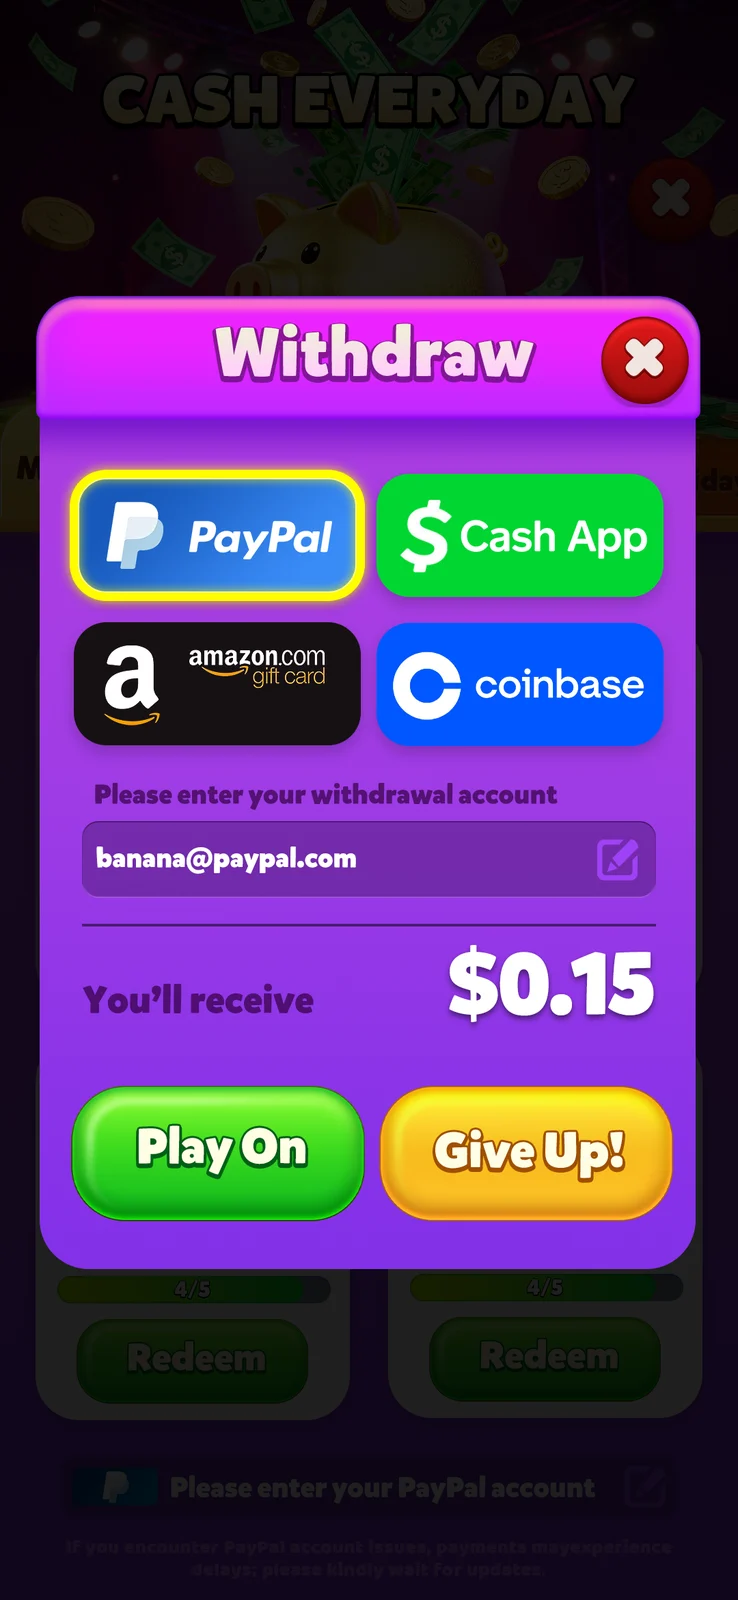 CASH EVERYDAY
Withdraw
PayPal
Cash App
a
amazon.com
gift card
coinbase
Please enter your withdrawal account
banana@paypal.com
You'll receive
$0.15
Play On
Give Up!
4/5
4/5
Redeem
Redeem
Please enter your PayPal account
If you encounter PayPal account issues, payments mayexperience
delays; please kindly wait for updates.